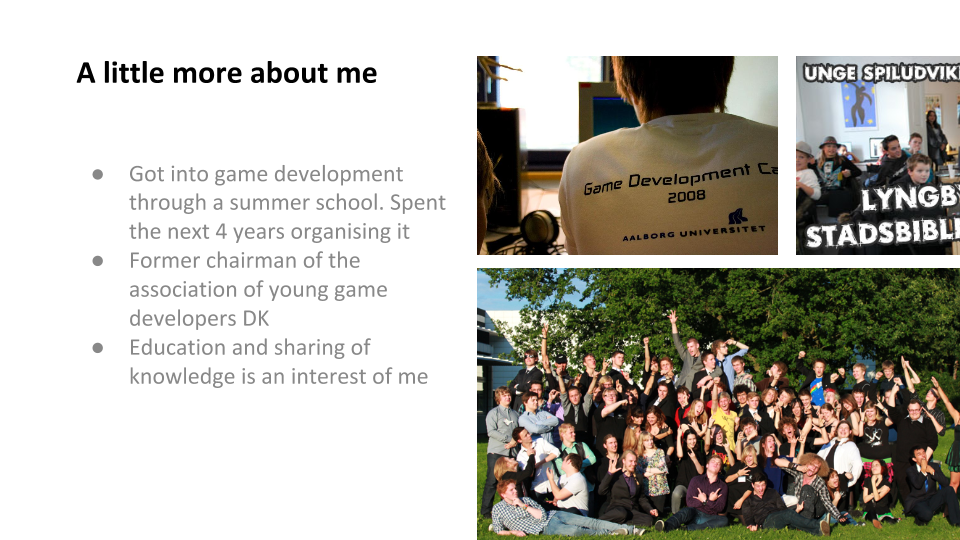 A little more about me
● Got into game development
through a summer school. Spent
the next 4 years organising it
● Former chairman of the
association of young game
developers DK
● Education and sharing of
knowledge is an interest of me
Game Development Ca
2008
AALBORG UNIVERSITET
UNGE SPILUDVIK
LYNGB
STADSBIBL